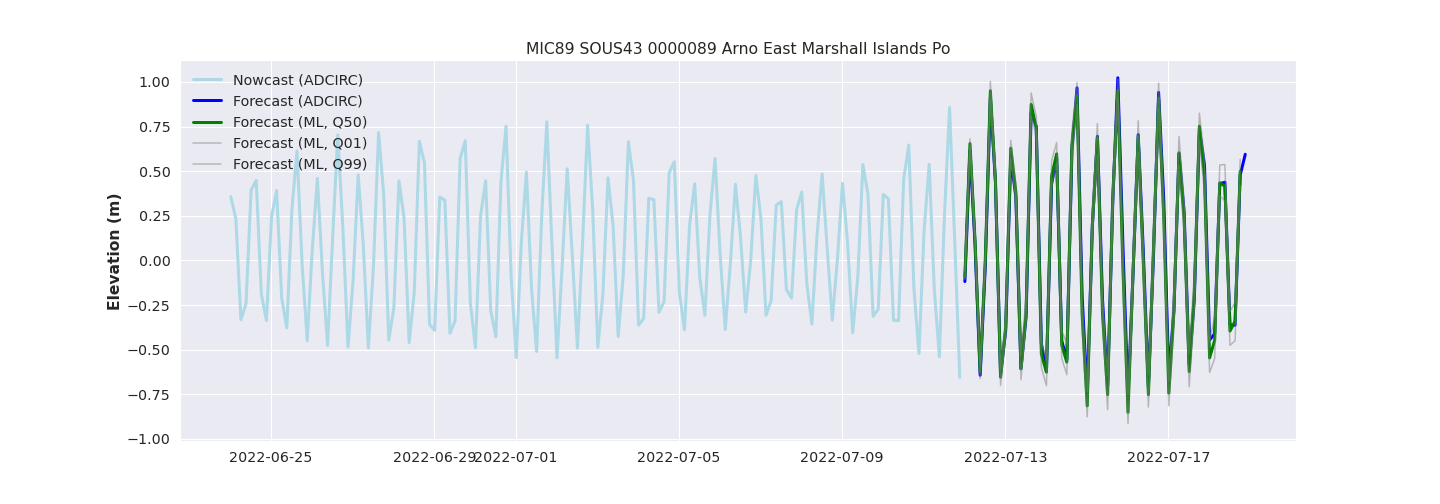 MIC89 SOUS43 0000089 Arno East Marshall Islands Po
Nowcast (ADCIRC)
Forecast (ADCIRC)
Forecast (ML, Q50)
Forecast (ML, Q01)
Forecast (ML, Q99)
Elevation (m)
1.00
0.75
0.50
0.25
0.00
−0.25
−0.50
−0.75
−1.00
2022-06-25 2022-06-29 2022-07-01 2022-07-05 2022-07-09 2022-07-13 2022-07-17